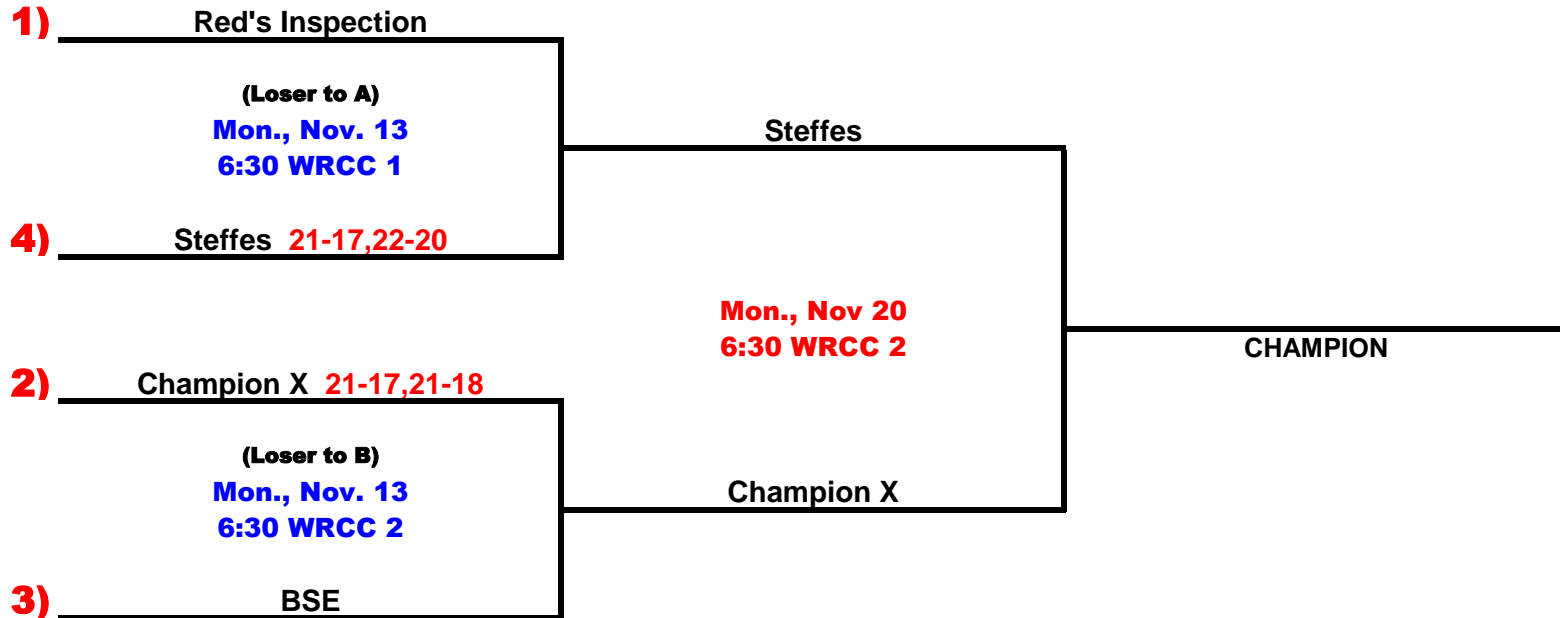 1) Red's Inspection
(Loser to A)
Mon., Nov. 13
6:30 WRCC 1
Steffes
4) Steffes 21-17,22-20
Mon., Nov 20
6:30 WRCC 2
CHAMPION
2) Champion X 21-17,21-18
(Loser to B)
Mon., Nov. 13
6:30 WRCC 2
Champion X
3) BSE